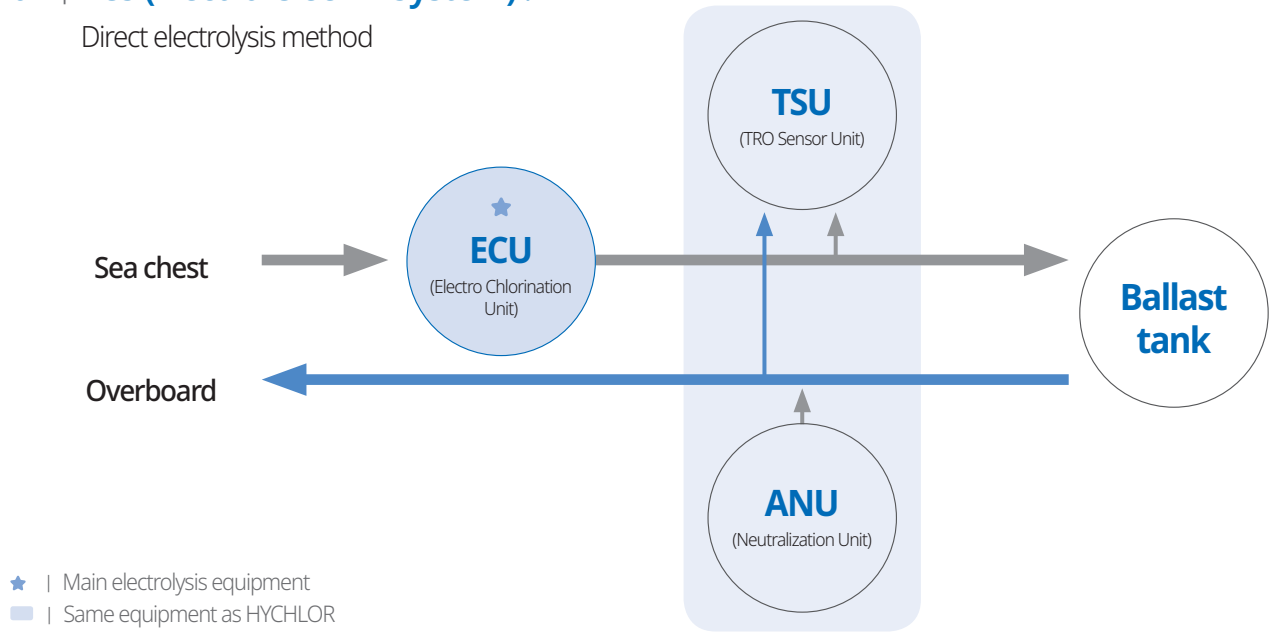 Direct electrolysis method
TSU
(TRO Sensor Unit)
ECU
(Electro Chlorination
Unit)
Sea chest
Ballast
tank
Overboard
ANU
(Neutralization Unit)
| Main electrolysis equipment
| Same equipment as HYCHLOR